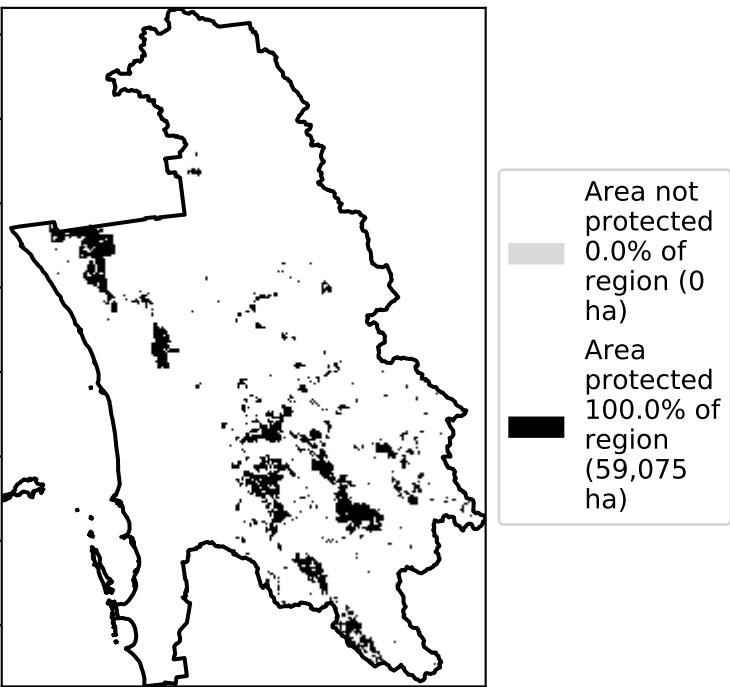 Area not
protected
0.0% of
region (0
ha)
Area
protected
100.0% of
region
(59,075
ha)